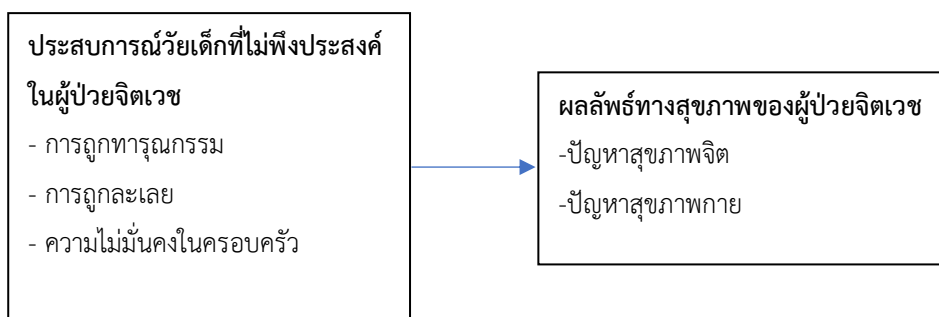 ประสบการณ์วัยเด็กที่ไม่พึงประสงค์
ในผู้ป่วยจิตเวช
- การถูกทารุณกรรม
- การถูกละเลย
- ความไม่มั่นคงในครอบครัว
ผลลัพธ์ทางสุขภาพของผู้ป่วยจิตเวช
-ปัญหาสุขภาพจิต
-ปัญหาสุขภาพกาย